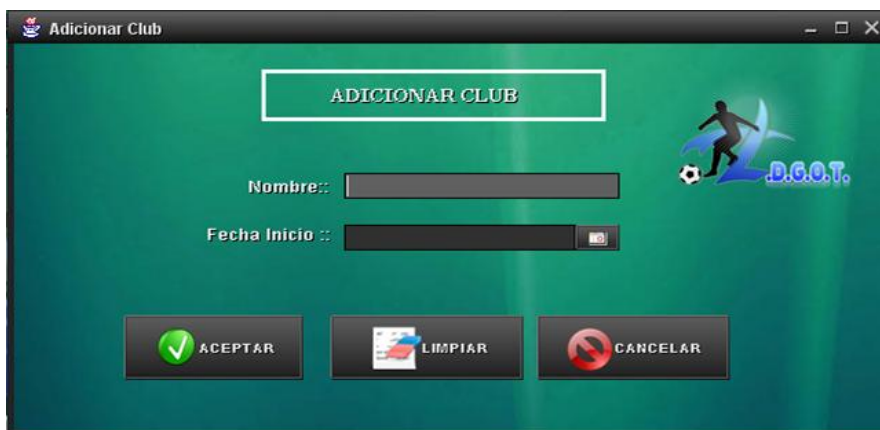 Adicionar Club
ADICIONAR CLUB
.D.G.O.T.
Nombre::
Fecha Inicio ::
ACEPTAR
LIMPIAR
CANCELAR